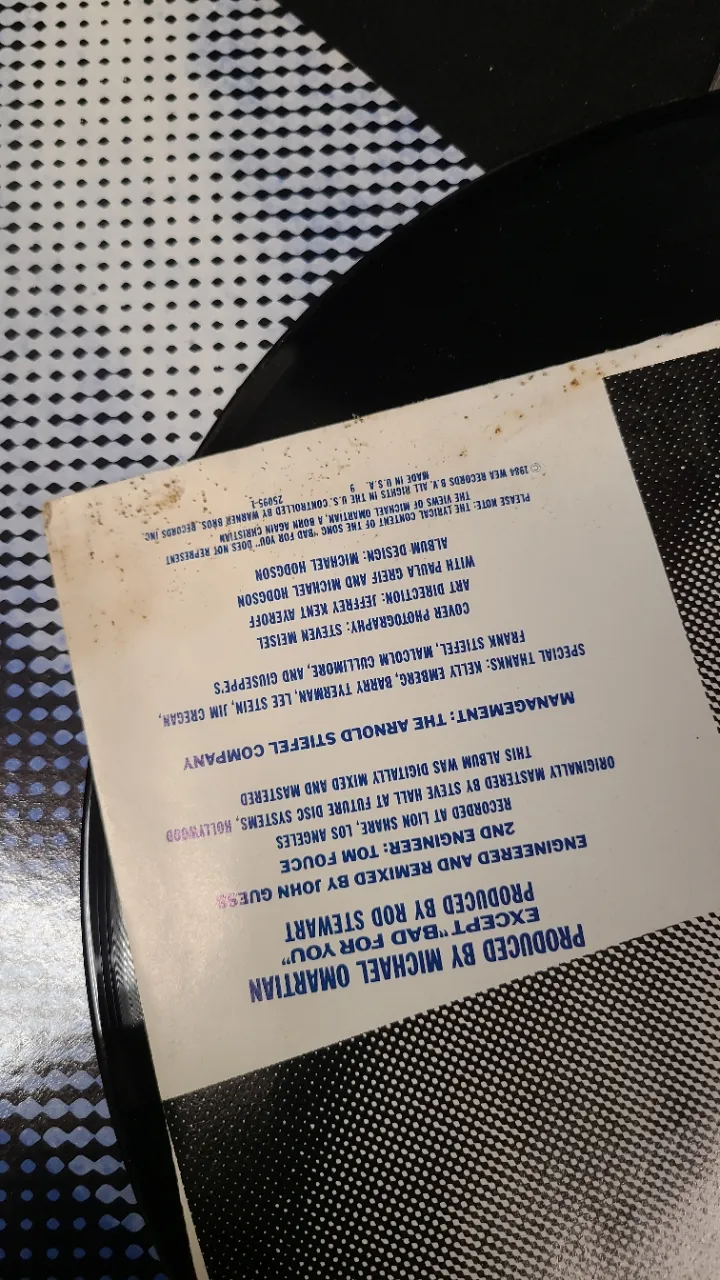 PRODUCED BY MICHAEL OMARTIAN
EXCEPT "BAD FOR YOU"
PRODUCED BY ROD STEWART
ENGINEERED AND REMIXED BY JOHN GUESS
2ND ENGINEER: TOM FOUCE
RECORDED AT LION SHARE, LOS ANGELES
ORIGINALLY MASTERED BY STEVE HALL AT FUTURE DISC SYSTEMS, HOLLYWOOD
THIS ALBUM WAS DIGITALLY MIXED AND MASTERED
MANAGEMENT: THE ARNOLD STIEFEL COMPANY
SPECIAL THANKS: KELLY EMBERG, BARRY TYERMAN, LEE STEIN, JIM CREGAN,
FRANK STIEFEL, MALCOLM CULLIMORE, AND GIUSEPPE'S
COVER PHOTOGRAPHY: STEVEN MEISEL
ART DIRECTION: JEFFREY KENT AYEROFF
WITH PAULA GREIF AND MICHAEL HODGSON
ALBUM DESIGN: MICHAEL HODGSON
PLEASE NOTE: THE LYRICAL CONTENT OF THE SONG "BAD FOR YOU" DOES NOT REPRESENT
THE VIEWS OF MICHAEL OMARTIAN, A BORN AGAIN CHRISTIAN
© 1984 WEA RECORDS B.V. ALL RIGHTS IN THE U.S. CONTROLLED BY WARNER BROS. RECORDS INC.
MADE IN U.S.A. 9 25095-1